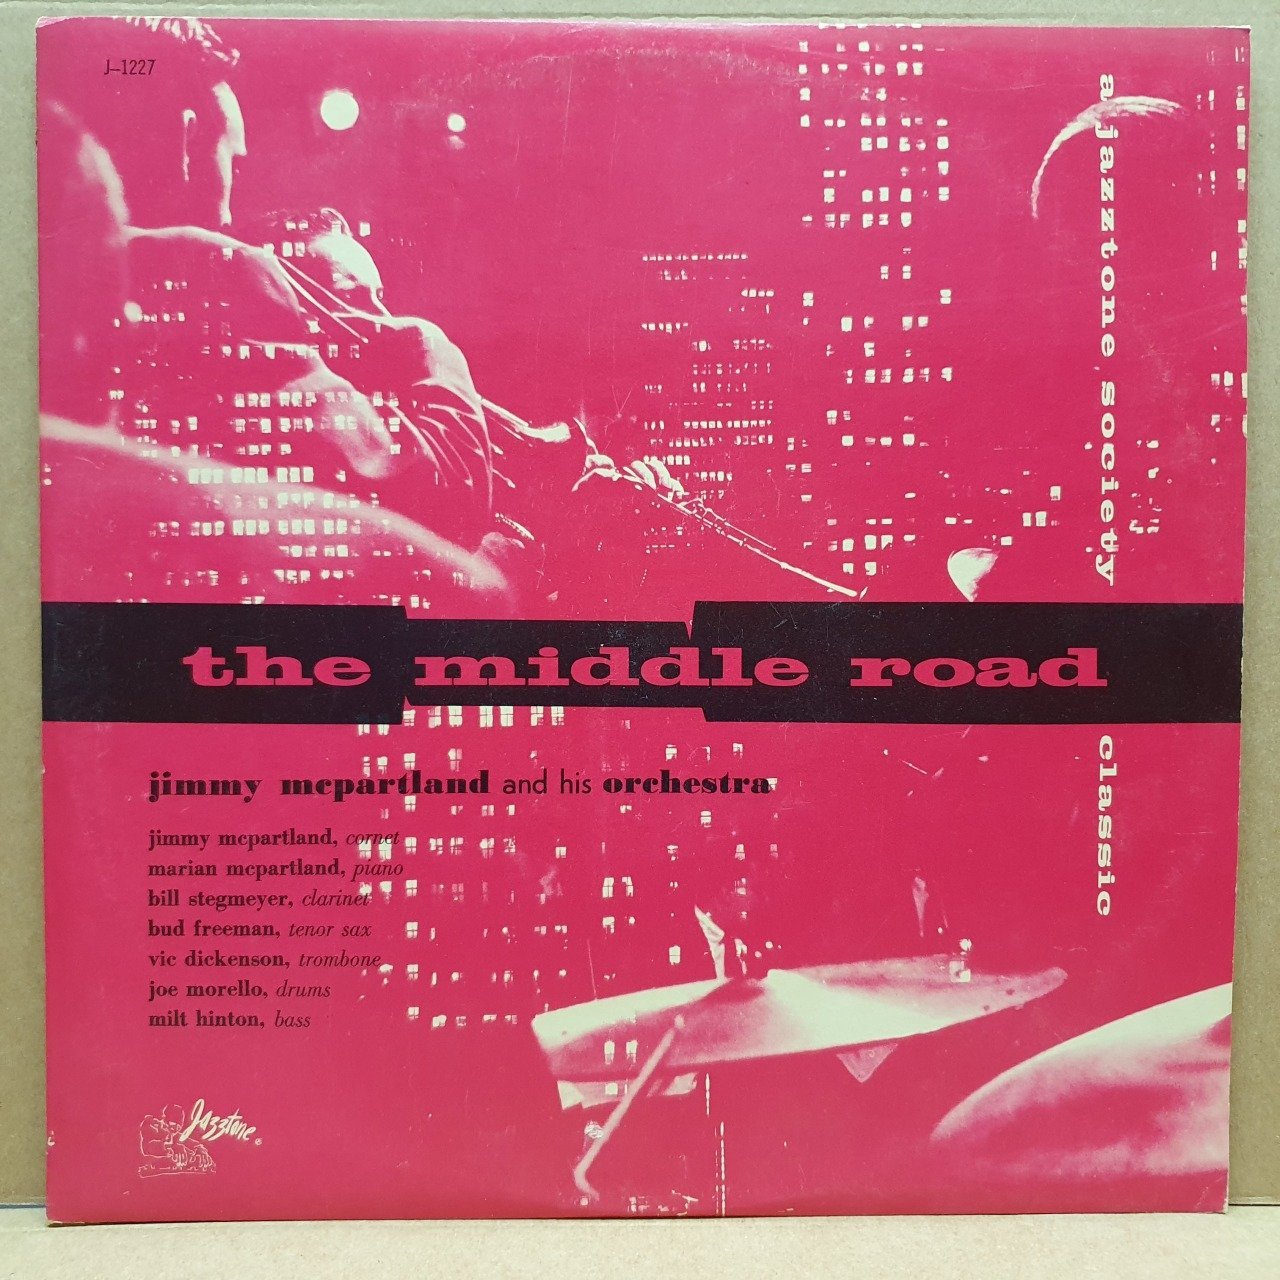 J-1227
a jazztone society classic
the middle road
jimmy mcpartland and his orchestra
jimmy mcpartland, cornet
marian mcpartland, piano
bill stegmeyer, clarinet
bud freeman, tenor sax
vic dickenson, trombone
joe morello, drums
milt hinton, bass
Jazztone ®